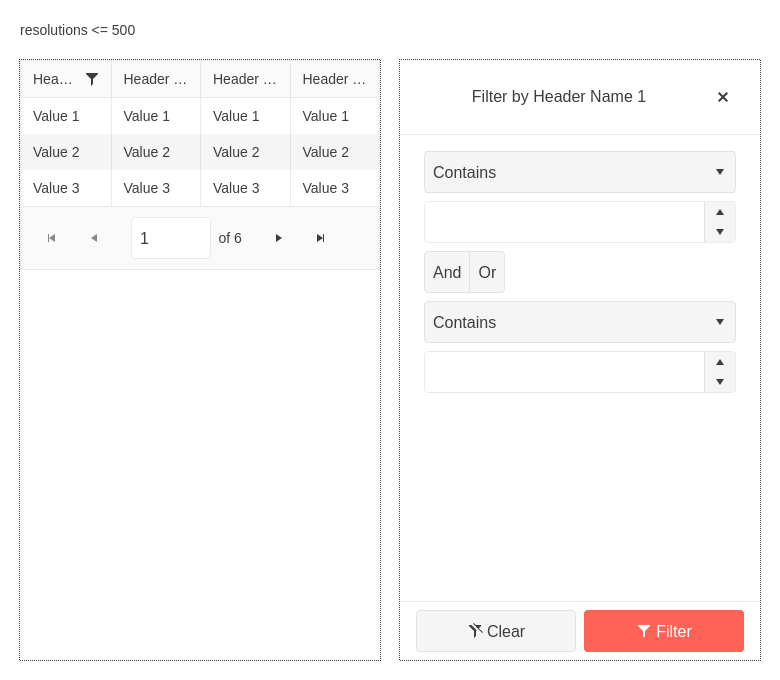 resolutions <= 500
Hea… Header … Header … Header …
Value 1 Value 1 Value 1 Value 1
Value 2 Value 2 Value 2 Value 2
Value 3 Value 3 Value 3 Value 3
1 of 6
Filter by Header Name 1
Contains
And Or
Contains
Clear Filter